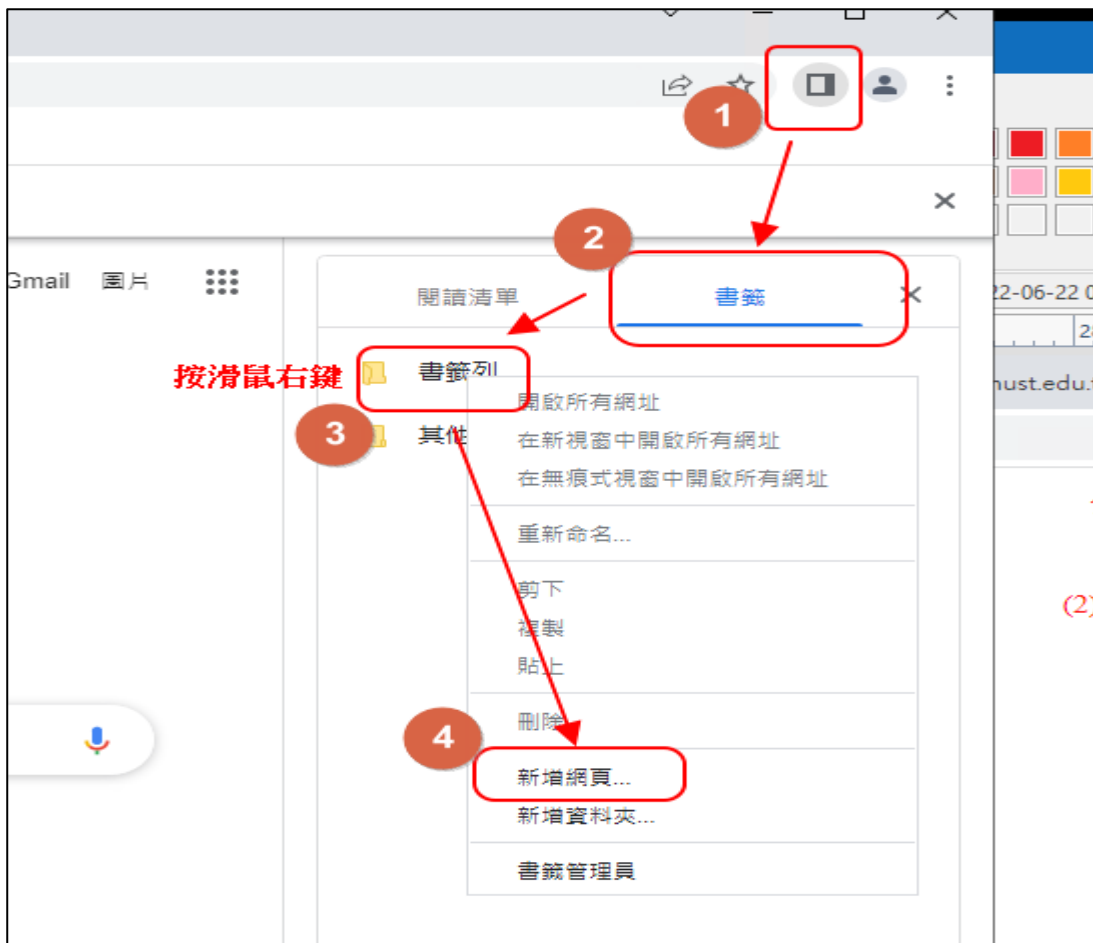 1
2
Gmail 圖片
閱讀清單 書籤
22-06-22 0
28
nust.edu.
按滑鼠右鍵
書籤列
3
其他
開啟所有網址
在新視窗中開啟所有網址
在無痕式視窗中開啟所有網址
重新命名...
剪下
複製
貼上
(2)
刪除
4
新增網頁...
新增資料夾...
書籤管理員